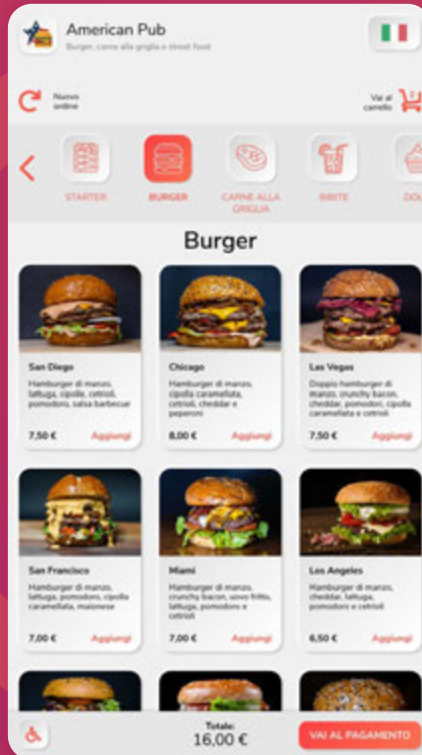 American Pub
Burger, carne alla griglia e street food
Nuovo
ordine
Vai al
carrello
STARTER
BURGER
CARNE ALLA
GRIGLIA
BIBITE
DOL
Burger
San Diego
Hamburger di manzo,
lattuga, cipolle, cetrioli,
pomodoro, salsa barbecue
7,50 €
Aggiungi
Chicago
Hamburger di manzo,
cipolla caramellata,
cetrioli, cheddar e
peperoni
8,00 €
Aggiungi
Las Vegas
Doppio hamburger di
manzo, crunchy bacon,
cheddar, pomodori, cipolla
caramellata e cetrioli
7,50 €
Aggiungi
San Francisco
Hamburger di manzo,
lattuga, pomodoro, cipolla
caramellata, maionese
7,00 €
Aggiungi
Miami
Hamburger di manzo,
crunchy bacon, uovo fritto,
lattuga, pomodoro e
cetrioli
7,00 €
Aggiungi
Los Angeles
Hamburger di manzo,
cheddar, lattuga,
pomodoro e cetrioli
6,50 €
Aggiungi
Totale:
16,00 €
VAI AL PAGAMENTO